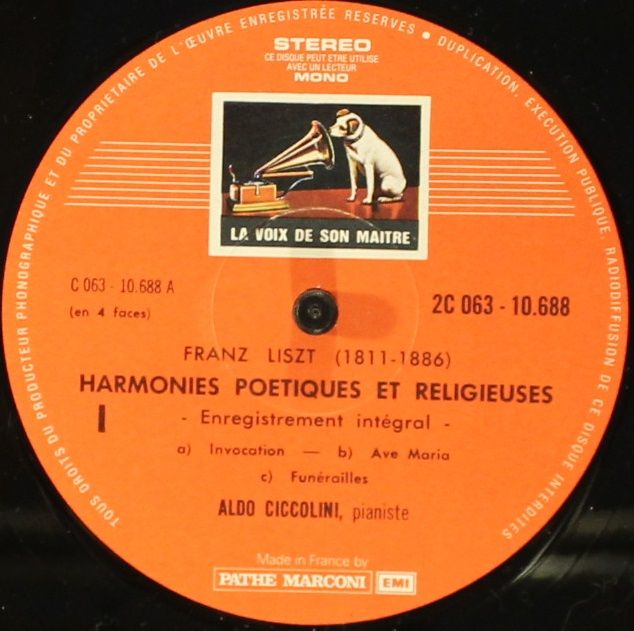 TOUS DROITS DU PRODUCTEUR PHONOGRAPHIQUE ET DU PROPRIETAIRE DE L'ŒUVRE ENREGISTRÉE RESERVES • DUPLICATION, EXECUTION PUBLIQUE, RADIODIFFUSION DE CE DISQUE INTERDITES
STEREO
CE DISQUE PEUT ÊTRE UTILISE
AVEC UN LECTEUR
MONO
LA VOIX DE SON MAITRE
C 063 - 10.688 A
(en 4 faces)
2C 063 - 10.688
FRANZ LISZT (1811-1886)
HARMONIES POETIQUES ET RELIGIEUSES
I
- Enregistrement intégral -
a) Invocation — b) Ave Maria
c) Funérailles
ALDO CICCOLINI, pianiste
Made in France by
PATHE MARCONI EMI